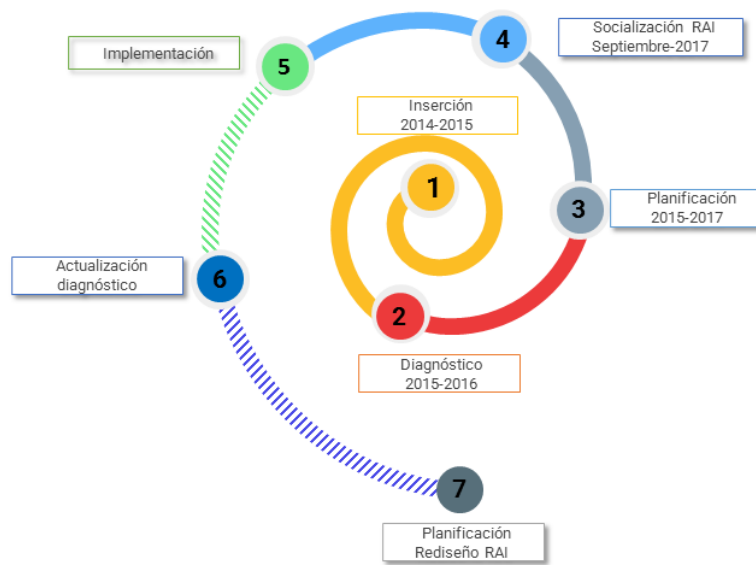 1
Inserción
2014-2015
2
Diagnóstico
2015-2016
3
Planificación
2015-2017
4
Socialización RAI
Septiembre-2017
5
Implementación
6
Actualización
diagnóstico
7
Planificación
Rediseño RAI